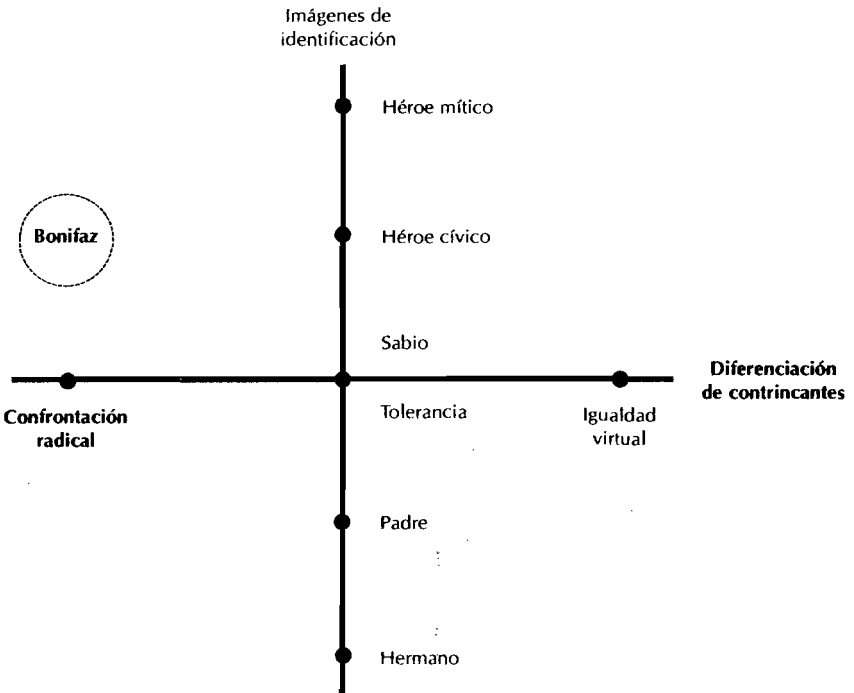 Imágenes de
identificación
Héroe mítico
Bonifaz
Héroe cívico
Sabio
Diferenciación
de contrincantes
Confrontación
radical
Tolerancia
Igualdad
virtual
Padre
Hermano